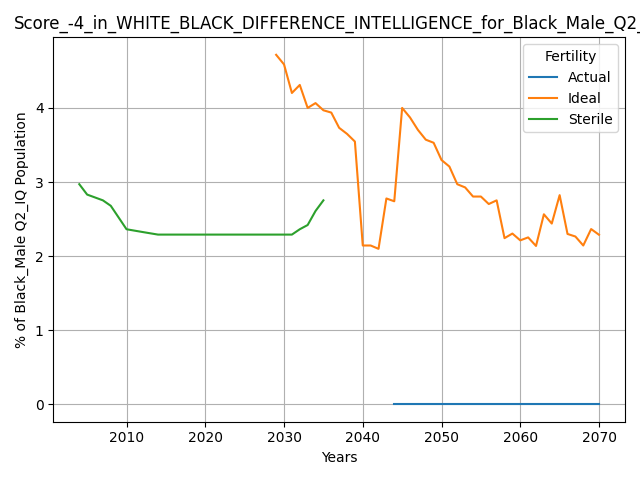 Score_-4_in_WHITE_BLACK_DIFFERENCE_INTELLIGENCE_for_Black_Male_Q2_
Fertility
Actual
Ideal
Sterile
% of Black_Male Q2_IQ Population
4
3
2
1
0
2010 2020 2030 2040 2050 2060 2070
Years